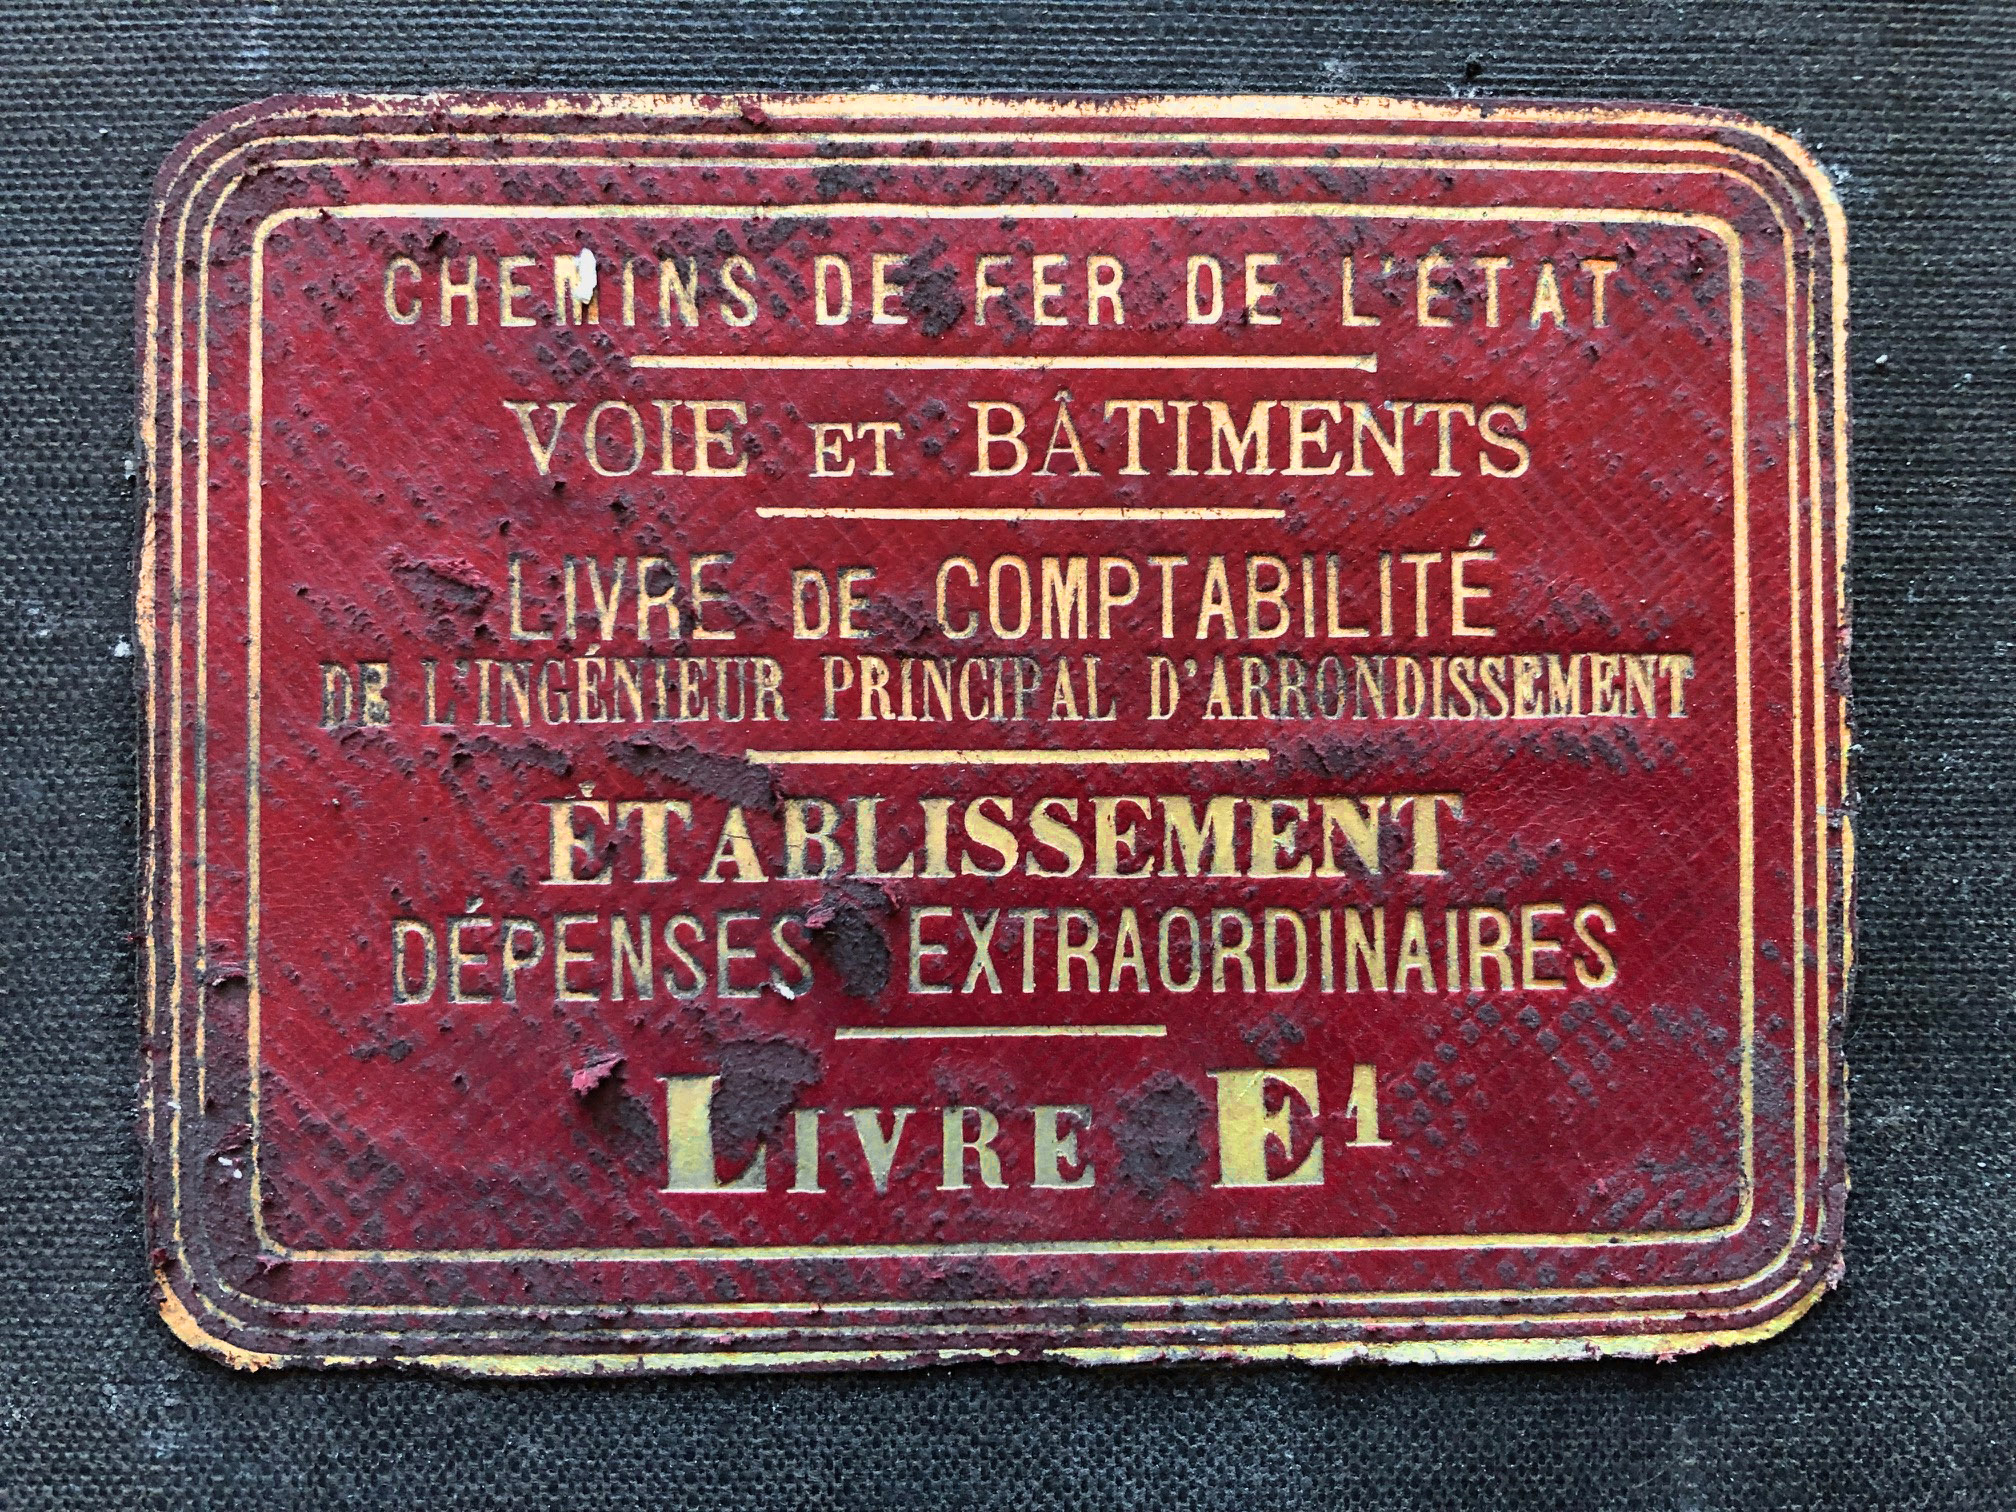 CHEMINS DE FER DE L'ÉTAT
VOIE ET BÂTIMENTS
LIVRE DE COMPTABILITÉ
DE L'INGÉNIEUR PRINCIPAL D'ARRONDISSEMENT
ÉTABLISSEMENT
DÉPENSES EXTRAORDINAIRES
LIVRE E¹